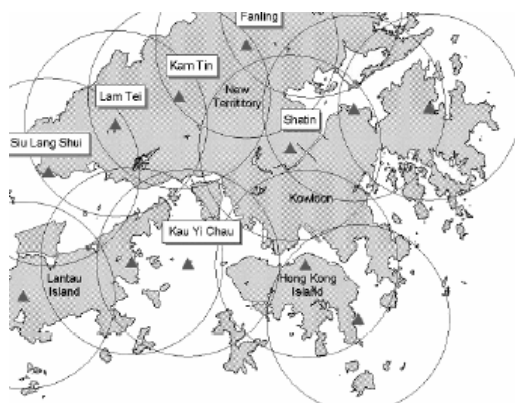 Fanling
Kam Tin
New
Territtory
Lam Tei
Shatin
Siu Lang Shui
Kowloon
Kau Yi Chau
Lantau
Island
Hong Kong
Island